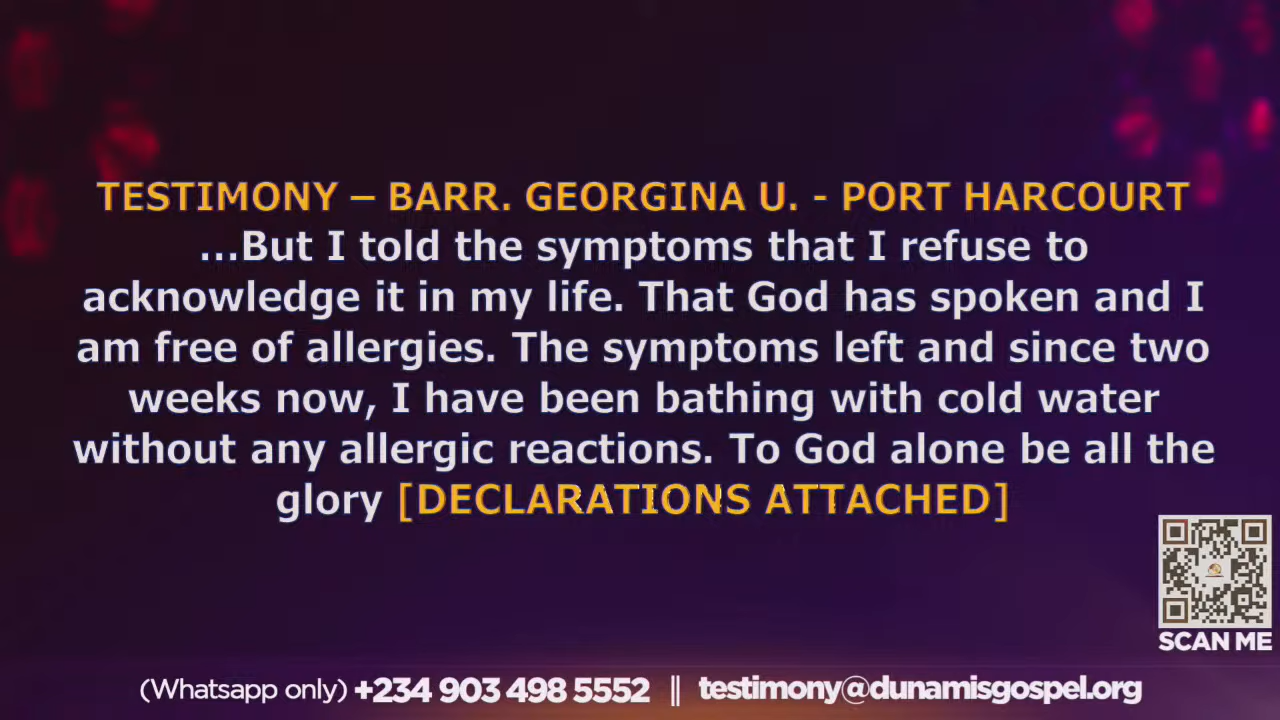 TESTIMONY – BARR. GEORGINA U. - PORT HARCOURT
...But I told the symptoms that I refuse to
acknowledge it in my life. That God has spoken and I
am free of allergies. The symptoms left and since two
weeks now, I have been bathing with cold water
without any allergic reactions. To God alone be all the
glory [DECLARATIONS ATTACHED]
SCAN ME
(Whatsapp only) +234 903 498 5552 || testimony@dunamisgospel.org